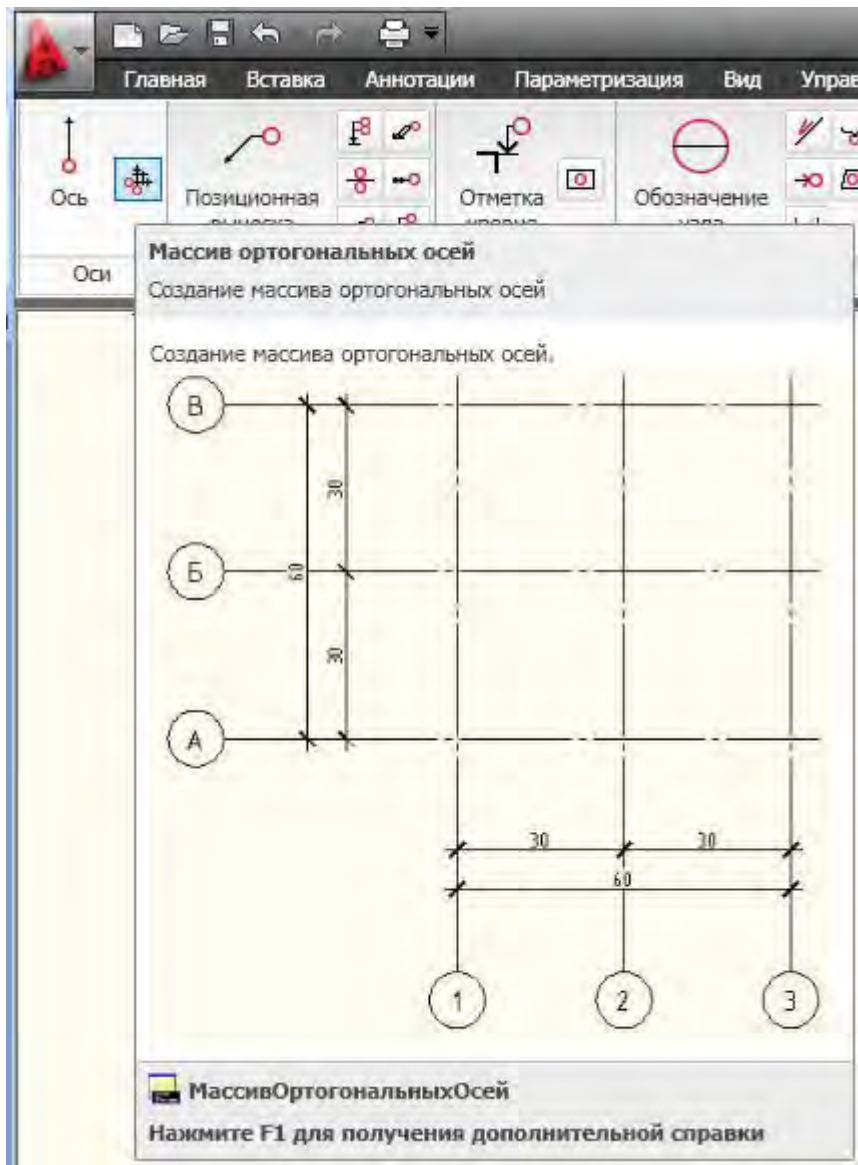 Главная Вставка Аннотации Параметризация Вид
Ось Позиционная Отметка Обозначение
Оси
Массив ортогональных осей
Создание массива ортогональных осей
Создание массива ортогональных осей.
В
30
Б
60
30
А
30 30
60
1 2 3
МассивОртогональныхОсей
Нажмите F1 для получения дополнительной справки